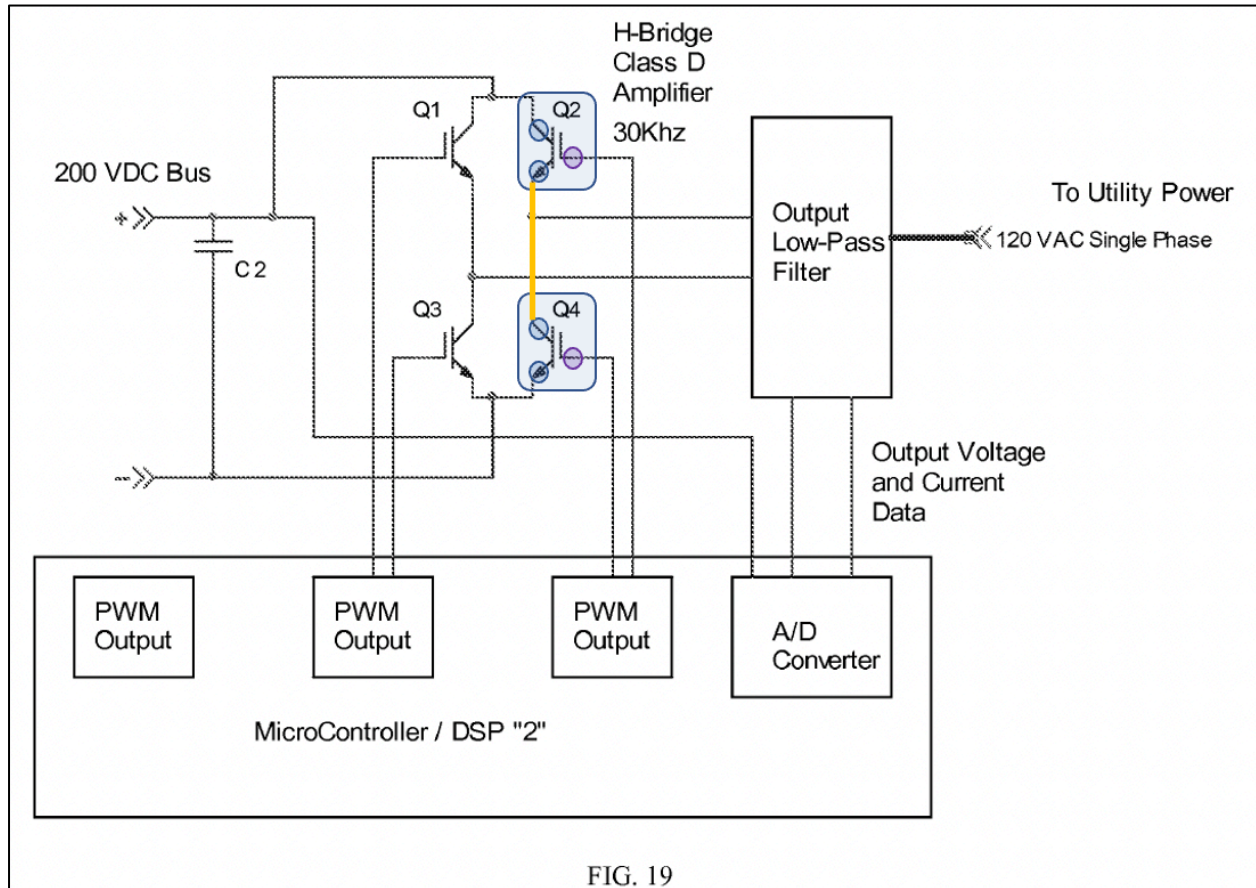 H-Bridge
Class D
Amplifier
30Khz
Q1
Q2
200 VDC Bus
+
C 2
Q3
Q4
Output
Low-Pass
Filter
To Utility Power
120 VAC Single Phase
-
Output Voltage
and Current
Data
PWM
Output
PWM
Output
PWM
Output
A/D
Converter
MicroController / DSP "2"
FIG. 19